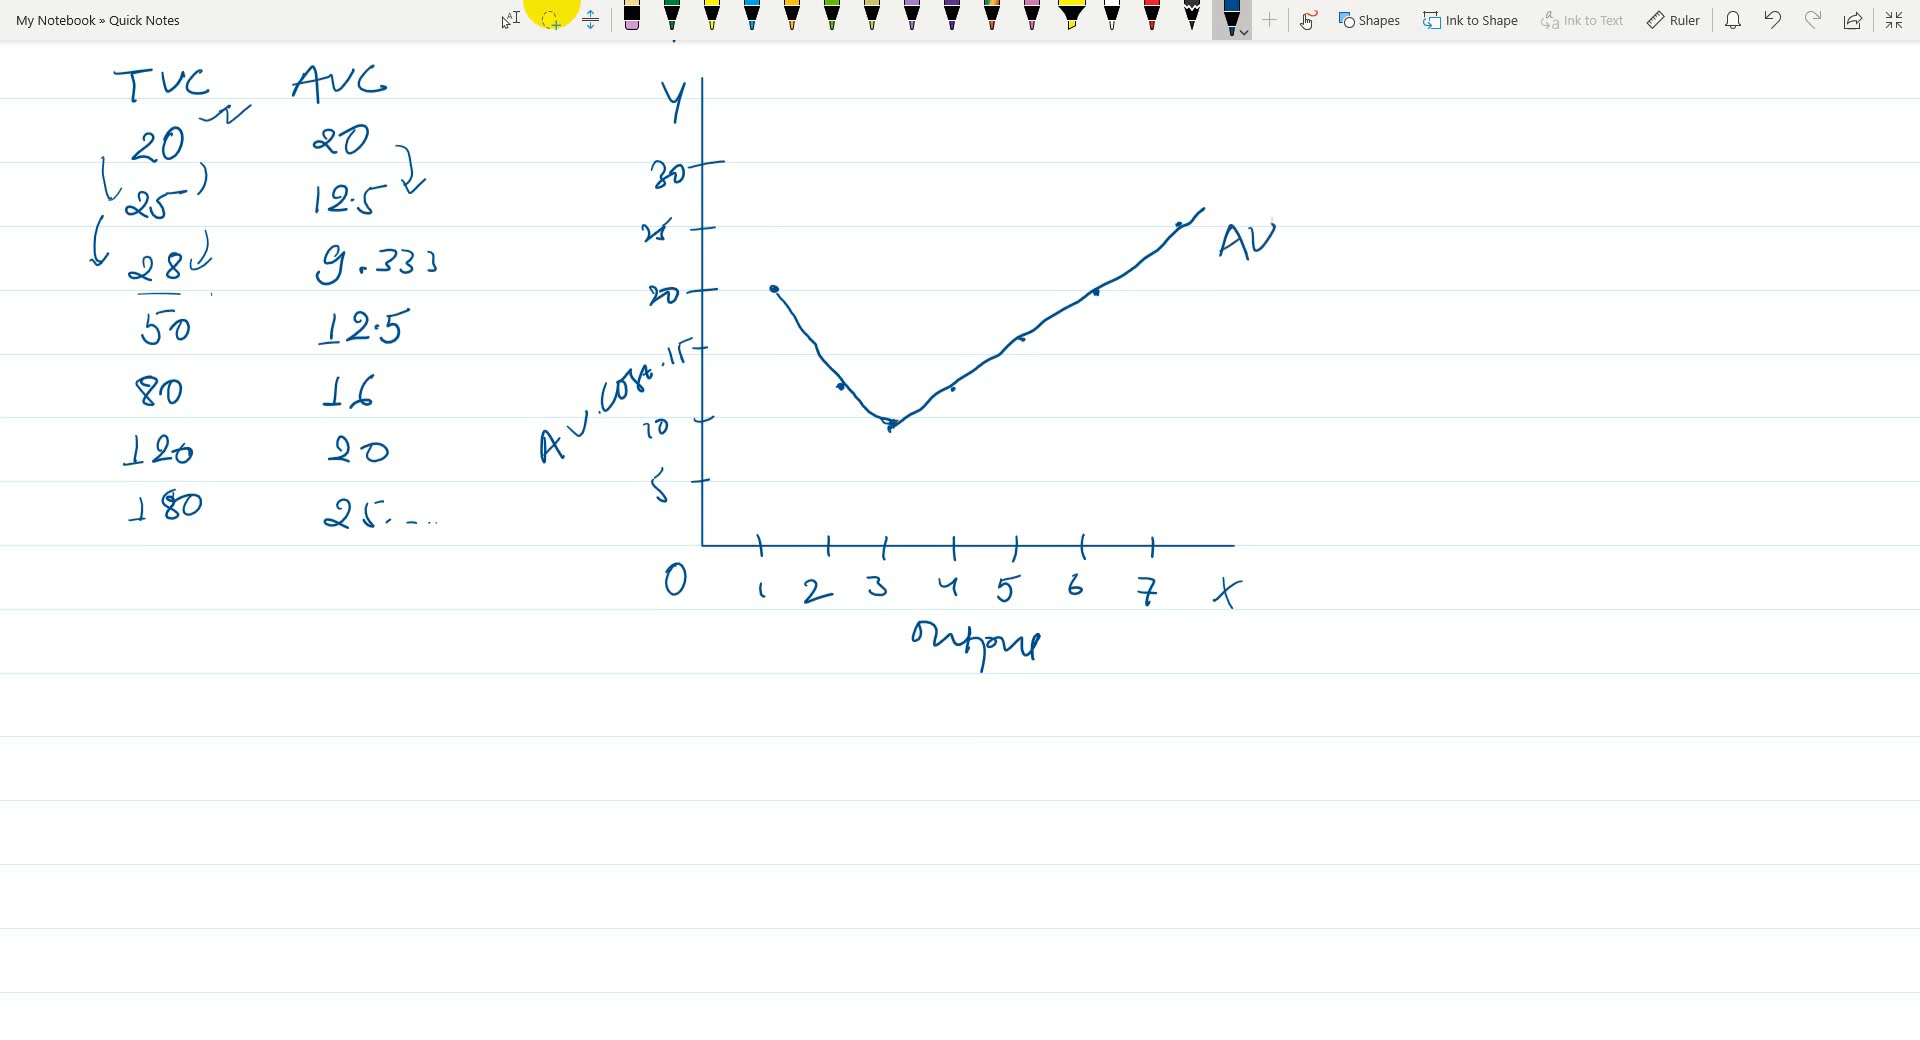 My Notebook » Quick Notes
Shapes Ink to Shape Ink to Text Ruler
TVC AVC
20 20
25 12.5
28 9.333
50 12.5
80 16
120 20
180 25. - ...
Y
30
25
20
15
10
5
AV. cost.
AV
0 1 2 3 4 5 6 7 X